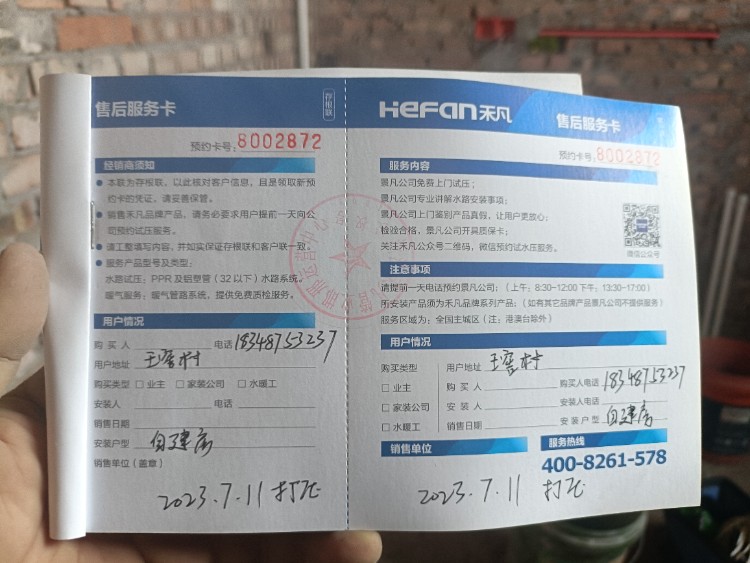 售后服务卡
存根联
预约卡号:8002872
经销商须知
● 本联为存根联,以此核对客户信息,且是领取新预
约卡的凭证,请妥善保管。
● 销售禾凡品牌产品,请务必要求用户提前一天向公
司预约试压服务。
● 请工整填写内容,并如实保证存根联和客户联一致。
● 服务产品型号及类型:
水路试压:PPR及铝塑管(32以下)水路系统。
暖气服务:暖气管路系统,提供免费质检服务。
用户情况
购买人 电话 18348753237
用户地址 王窑村
购买类型 □ 业主 □ 家装公司 □ 水暖工
安装人 电话
销售日期
安装户型 自建房
销售单位(盖章)
2023.7.11 打压
HeFan禾凡 售后服务卡
预约卡号:8002872
服务内容
景凡公司免费上门试压;
景凡公司专业讲解水路安装事项;
景凡公司上门鉴别产品真假,让用户更放心;
检验合格,景凡公司开具质保卡;
关注禾凡公众号二维码,微信预约试水压服务。
微信公众号
注意事项
请提前一天电话预约景凡公司;(上午:8:30-12:00 下午:13:30-17:00)
所安装产品须为禾凡品牌系列产品;(如有其它品牌产品景凡公司不提供服务)
服务区域为:全国主城区(注:港澳台除外)
用户情况
购买类型 用户地址 王窑村
□ 业主 购买人 购买人电话 18348753237
□ 家装公司 安装人 安装人电话
□ 水暖工 销售日期 安装户型 自建房
销售单位 服务热线
400-8261-578
2023.7.11 打压